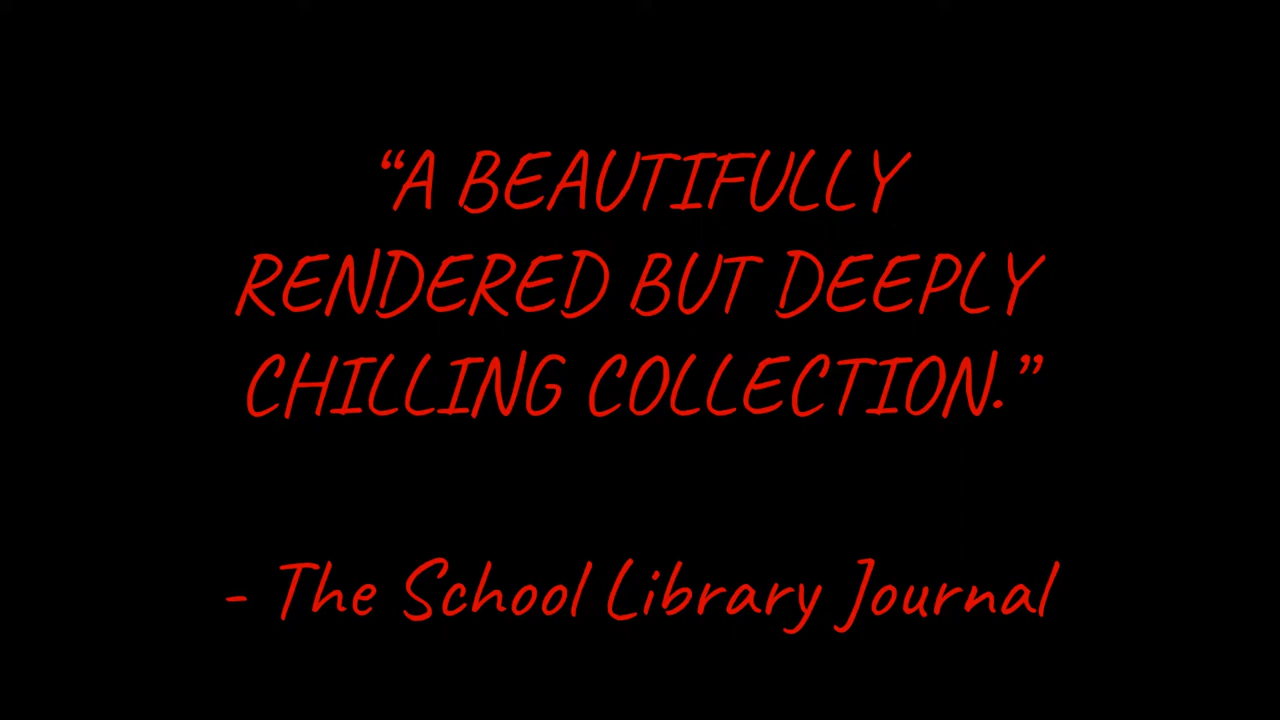 “A BEAUTIFULLY
RENDERED BUT DEEPLY
CHILLING COLLECTION.”
- The School Library Journal